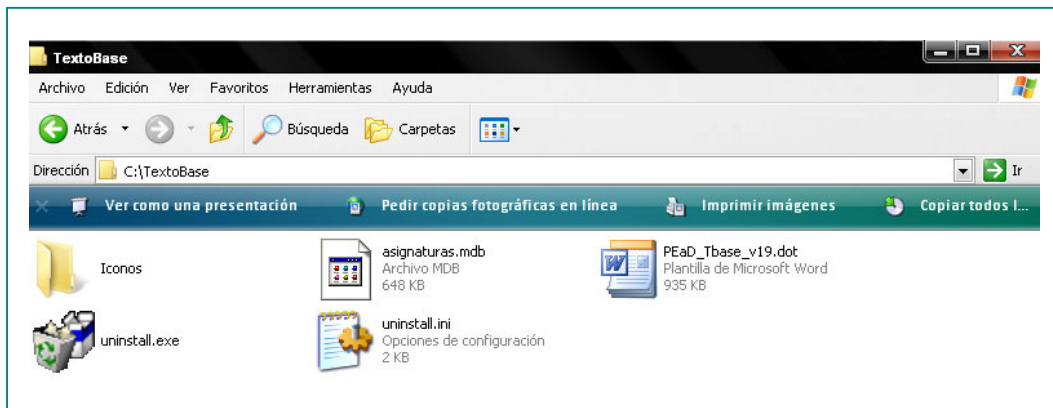 TextoBase
Archivo Edición Ver Favoritos Herramientas Ayuda
Atrás Búsqueda Carpetas
Dirección C:\TextoBase Ir
Ver como una presentación Pedir copias fotográficas en línea Imprimir imágenes Copiar todos l...
Iconos
asignaturas.mdb
Archivo MDB
648 KB
PEaD_Tbase_v19.dot
Plantilla de Microsoft Word
935 KB
uninstall.exe
uninstall.ini
Opciones de configuración
2 KB